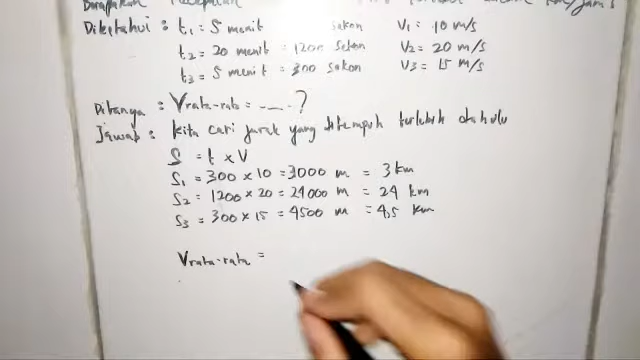 Berapakah kecepatan
Diketahui : t₁ = 5 menit sekon V₁ = 10 m/s
t₂ = 20 menit = 1200 sekon V₂ = 20 m/s
t₃ = 5 menit = 300 sekon V₃ = 15 m/s
Ditanya : Vrata-rata = ---- ?
Jawab : kita cari jarak yang ditempuh terlebih dahulu
S = t x V
S₁ = 300 x 10 = 3000 m = 3 km
S₂ = 1200 x 20 = 24000 m = 24 km
S₃ = 300 x 15 = 4500 m = 4,5 km
Vrata-rata =